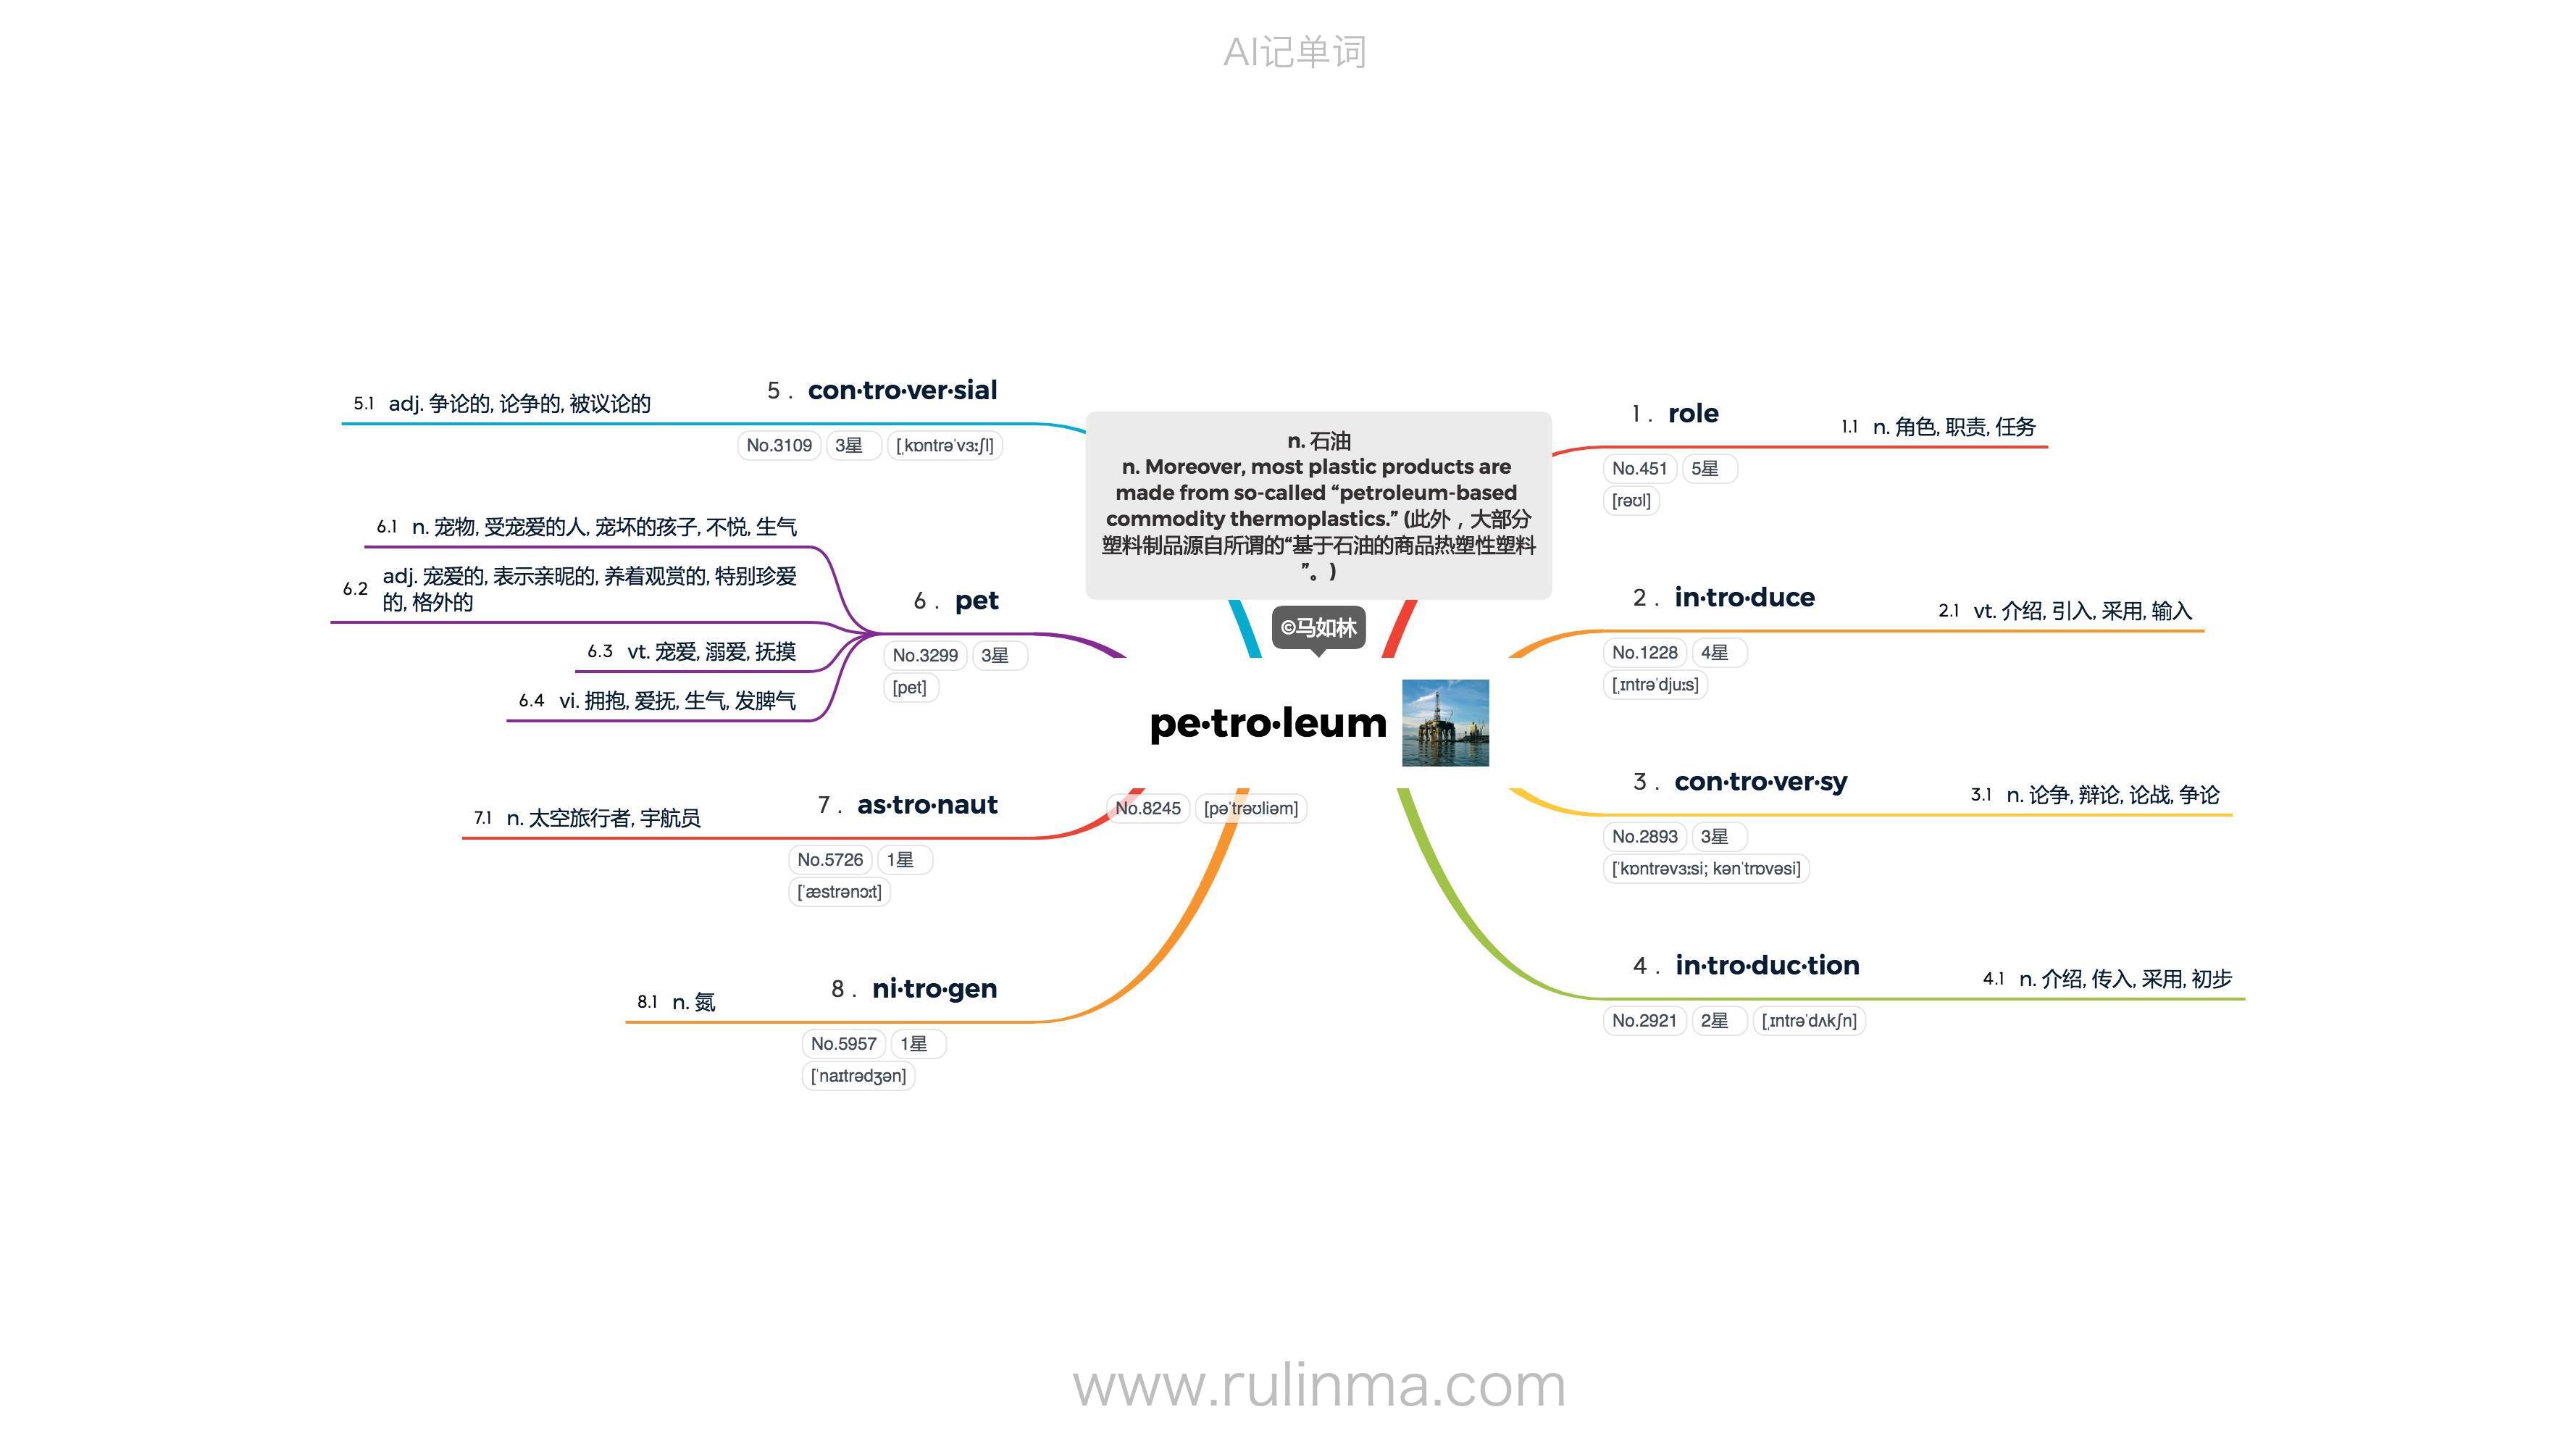 AI记单词
n. 石油
n. Moreover, most plastic products are
made from so-called “petroleum-based
commodity thermoplastics.” (此外，大部分
塑料制品源自所谓的“基于石油的商品热塑性塑料
”。)
©马如林
pe·tro·leum
No.8245 [pəˈtrəʊliəm]
1 . role
1.1 n. 角色, 职责, 任务
No.451 5星
[rəʊl]
2 . in·tro·duce
2.1 vt. 介绍, 引入, 采用, 输入
No.1228 4星
[ˌɪntrəˈdjuːs]
3 . con·tro·ver·sy
3.1 n. 论争, 辩论, 论战, 争论
No.2893 3星
[ˈkɒntrəvɜːsi; kənˈtrɒvəsi]
4 . in·tro·duc·tion
4.1 n. 介绍, 传入, 采用, 初步
No.2921 2星 [ˌɪntrəˈdʌkʃn]
5 . con·tro·ver·sial
5.1 adj. 争论的, 论争的, 被议论的
No.3109 3星 [ˌkɒntrəˈvɜːʃl]
6 . pet
6.1 n. 宠物, 受宠爱的人, 宠坏的孩子, 不悦, 生气
6.2 adj. 宠爱的, 表示亲昵的, 养着观赏的, 特别珍爱
的, 格外的
6.3 vt. 宠爱, 溺爱, 抚摸
6.4 vi. 拥抱, 爱抚, 生气, 发脾气
No.3299 3星
[pet]
7 . as·tro·naut
7.1 n. 太空旅行者, 宇航员
No.5726 1星
[ˈæstrənɔːt]
8 . ni·tro·gen
8.1 n. 氮
No.5957 1星
[ˈnaɪtrədʒən]
www.rulinma.com